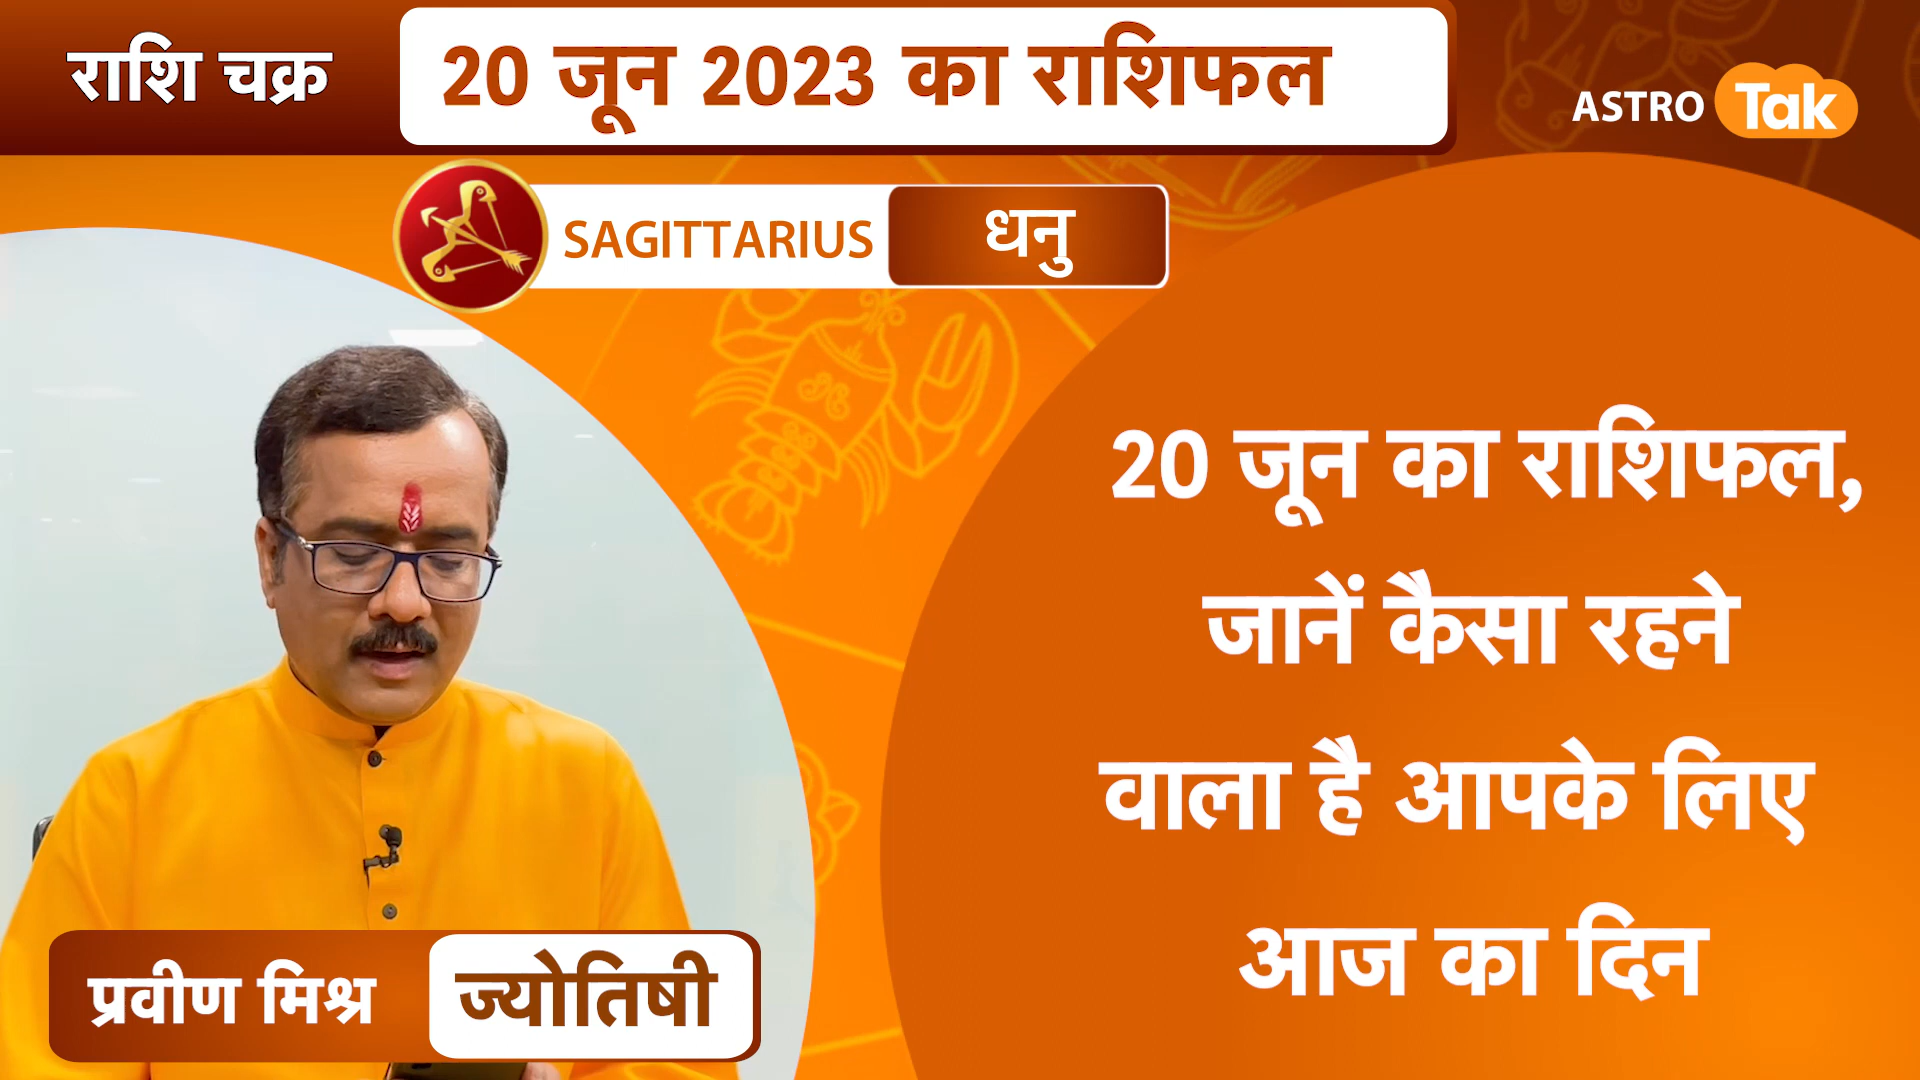 राशि चक्र
20 जून 2023 का राशिफल
ASTRO Tak
SAGITTARIUS
धनु
20 जून का राशिफल,
जानें कैसा रहने
वाला है आपके लिए
आज का दिन
प्रवीण मिश्र
ज्योतिषी